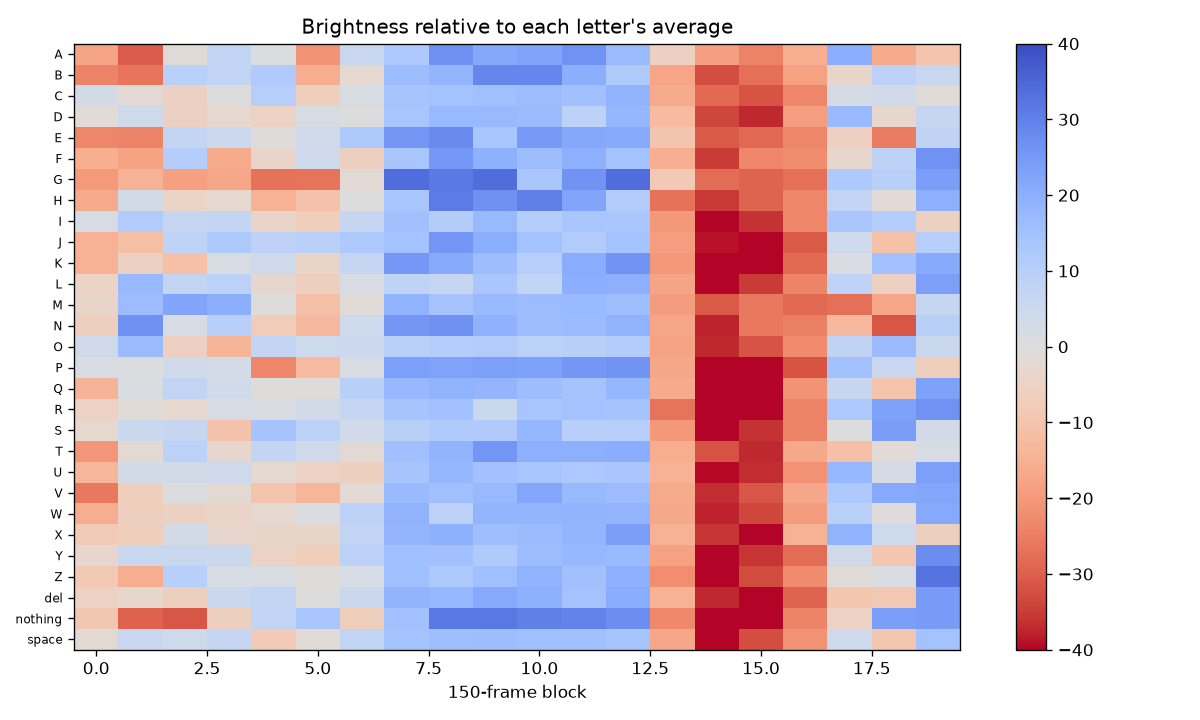 Brightness relative to each letter's average
A
B
C
D
E
F
G
H
I
J
K
L
M
N
O
P
Q
R
S
T
U
V
W
X
Y
Z
del
nothing
space
0.0 2.5 5.0 7.5 10.0 12.5 15.0 17.5
150-frame block
40
30
20
10
0
−10
−20
−30
−40